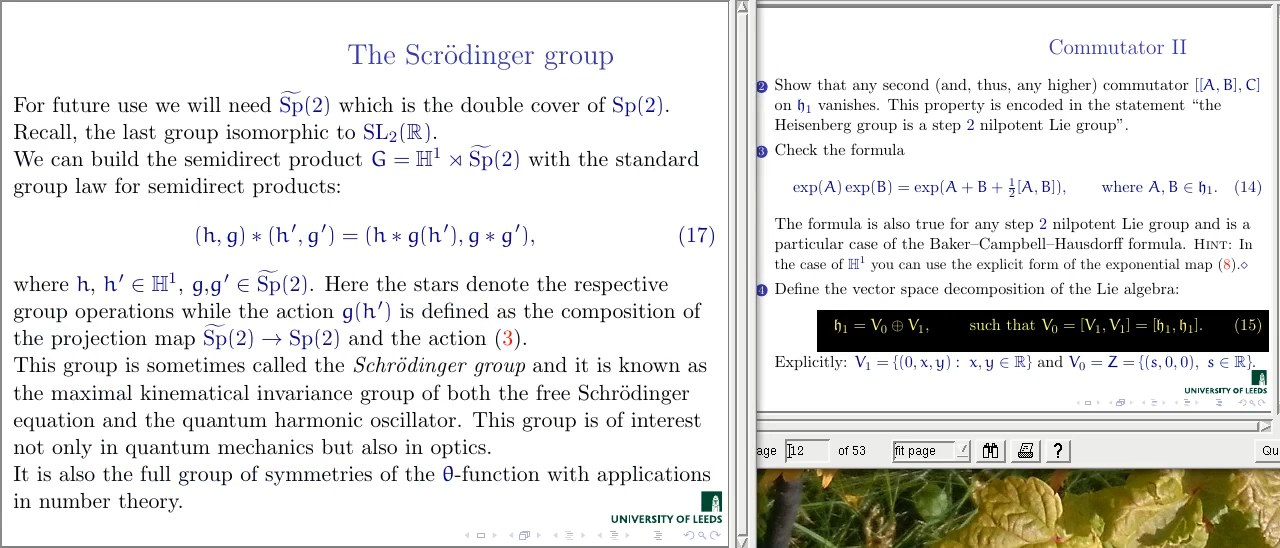 The Scrödinger group
For future use we will need S͠p(2) which is the double cover of Sp(2).
Recall, the last group isomorphic to SL₂(ℝ).
We can build the semidirect product G = ℍ¹ ⋊ S͠p(2) with the standard
group law for semidirect products:
(h, g) ∗ (h′, g′) = (h ∗ g(h′), g ∗ g′), (17)
where h, h′ ∈ ℍ¹, g,g′ ∈ S͠p(2). Here the stars denote the respective
group operations while the action g(h′) is defined as the composition of
the projection map S͠p(2) → Sp(2) and the action (3).
This group is sometimes called the Schrödinger group and it is known as
the maximal kinematical invariance group of both the free Schrödinger
equation and the quantum harmonic oscillator. This group is of interest
not only in quantum mechanics but also in optics.
It is also the full group of symmetries of the θ-function with applications
in number theory.
UNIVERSITY OF LEEDS
Commutator II
2 Show that any second (and, thus, any higher) commutator [[A, B], C]
on 𝔥₁ vanishes. This property is encoded in the statement “the
Heisenberg group is a step 2 nilpotent Lie group”.
3 Check the formula
exp(A) exp(B) = exp(A + B + ½[A, B]), where A, B ∈ 𝔥₁. (14)
The formula is also true for any step 2 nilpotent Lie group and is a
particular case of the Baker–Campbell–Hausdorff formula. HINT: In
the case of ℍ¹ you can use the explicit form of the exponential map (8).⋄
4 Define the vector space decomposition of the Lie algebra:
𝔥₁ = V₀ ⊕ V₁, such that V₀ = [V₁, V₁] = [𝔥₁, 𝔥₁]. (15)
Explicitly: V₁ = {(0, x, y) : x, y ∈ ℝ} and V₀ = Z = {(s, 0, 0), s ∈ ℝ}.
UNIVERSITY OF LEEDS
age 12 of 53 fit page ? Qu